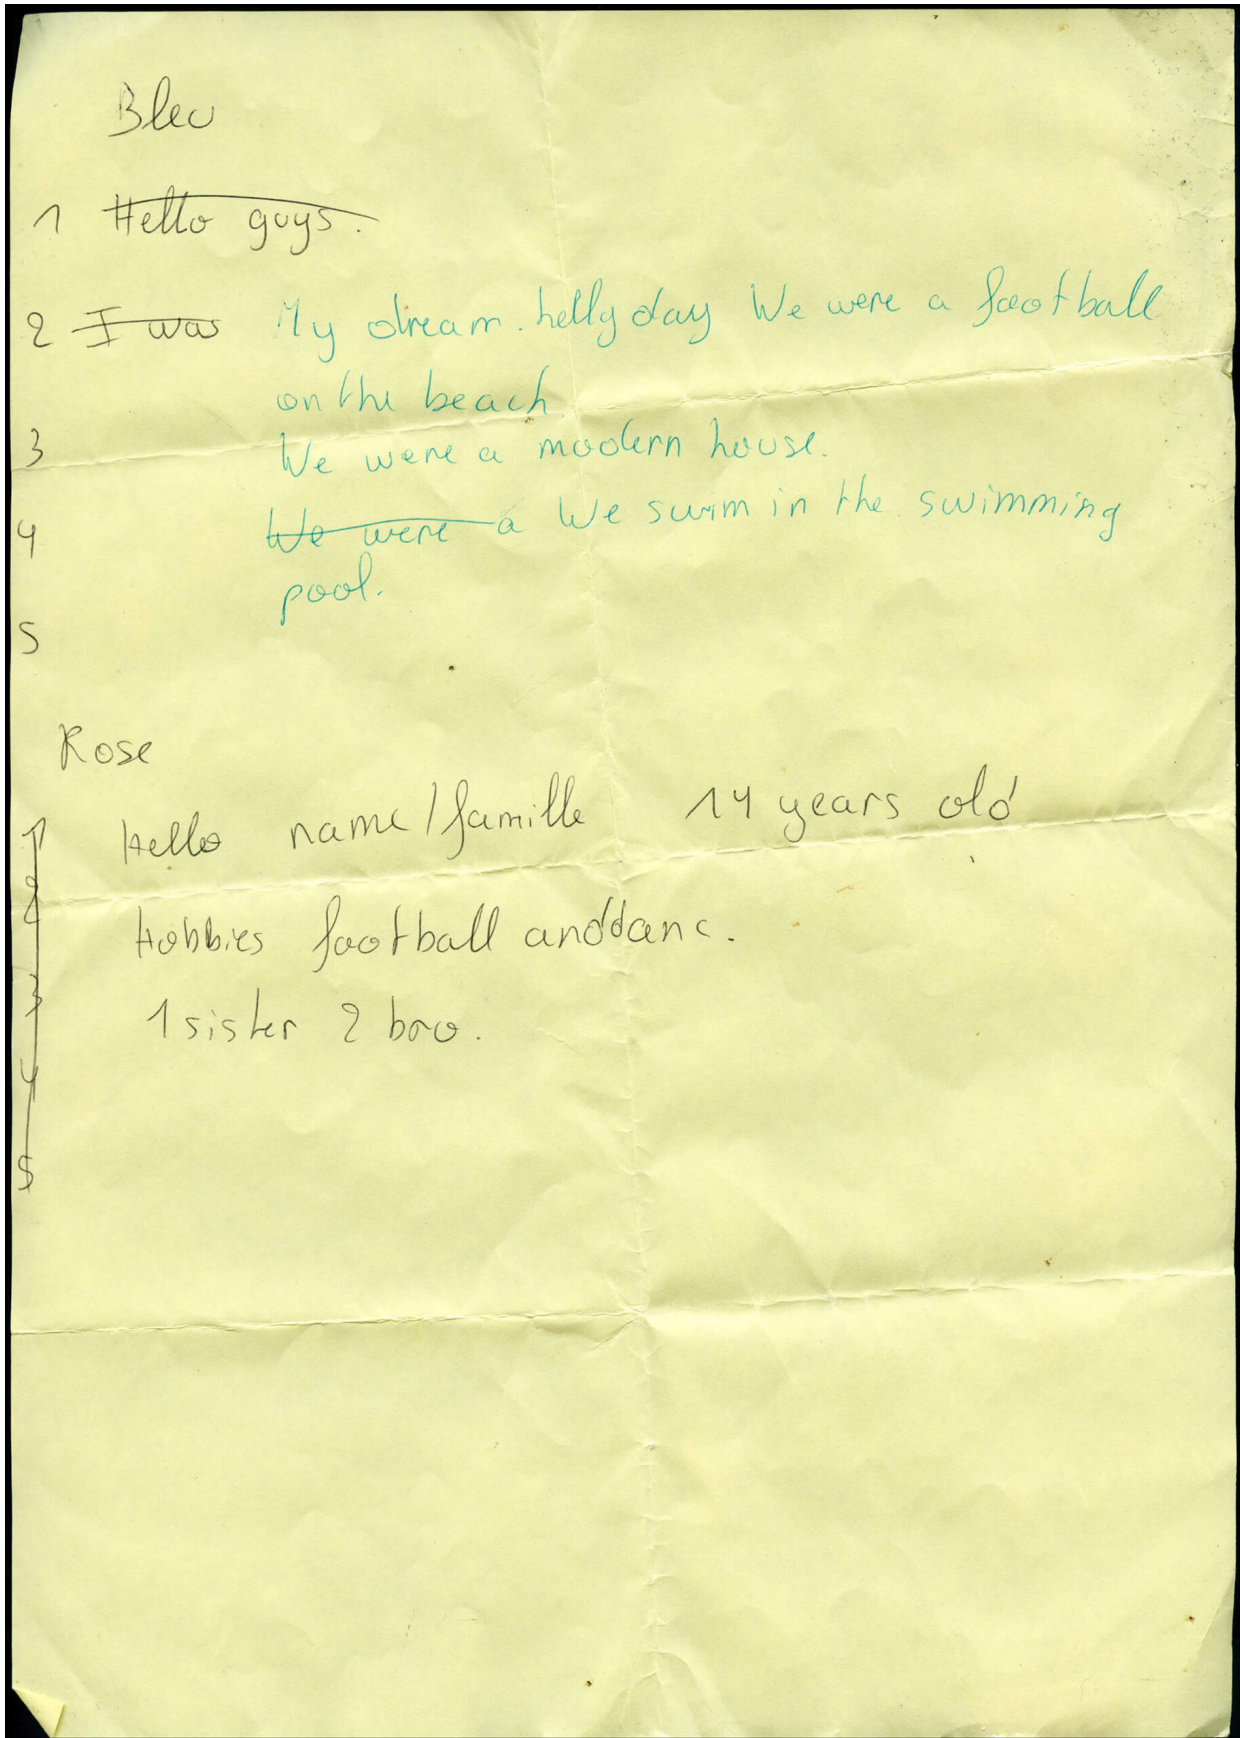 Bleu
1 Hello guys.
2 I was My dream. helly day We were a football
on the beach
3 We were a modern house.
4 We were a We swim in the swimming
pool.
5
Rose
1 Hello name/famille 14 years old
2
Hobbies football anddanc.
3 1 sister 2 bro.
4
5